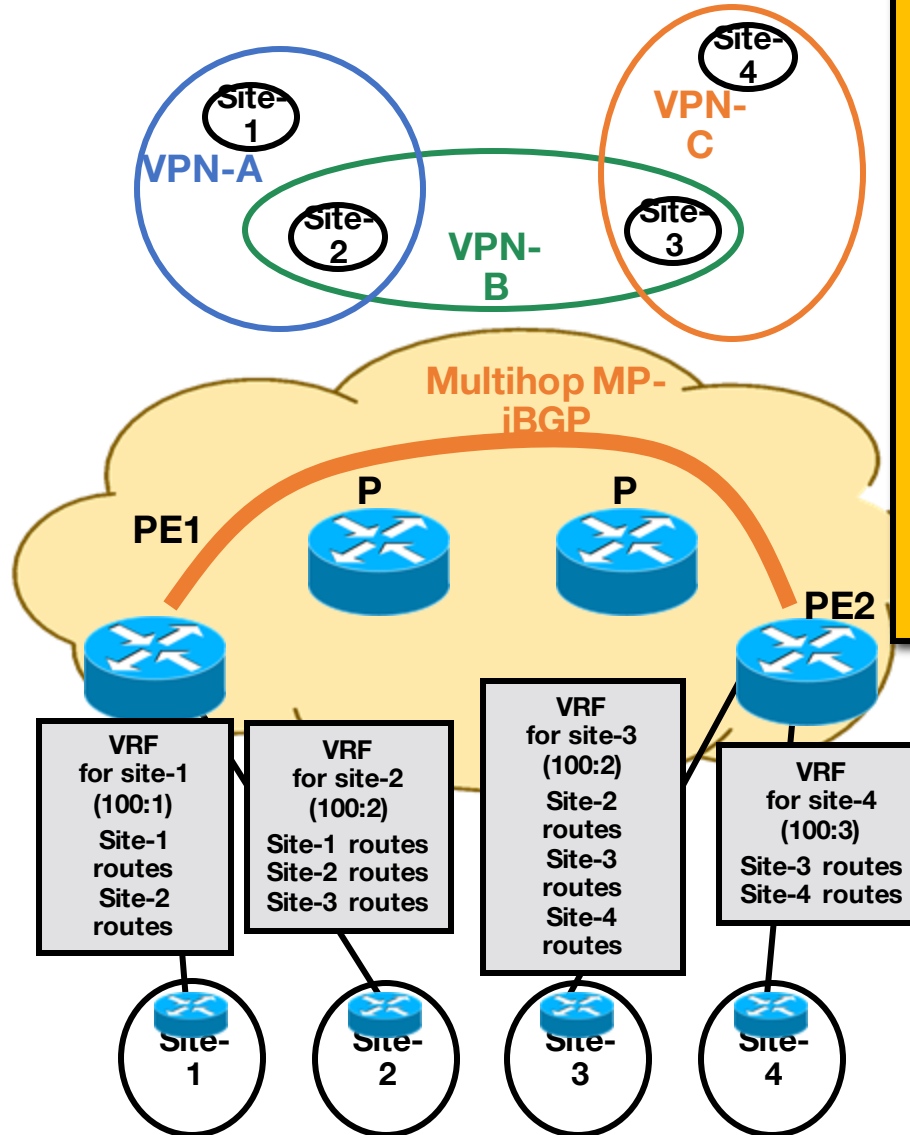 Site-
4
Site-
1
VPN-
C
VPN-A
Site-
2
Site-
3
VPN-
B
Multihop MP-
iBGP
P
P
PE1
PE2
VRF
for site-1
(100:1)
Site-1
routes
Site-2
routes
VRF
for site-2
(100:2)
Site-1 routes
Site-2 routes
Site-3 routes
VRF
for site-3
(100:2)
Site-2
routes
Site-3
routes
Site-4
routes
VRF
for site-4
(100:3)
Site-3 routes
Site-4 routes
Site-
1
Site-
2
Site-
3
Site-
4